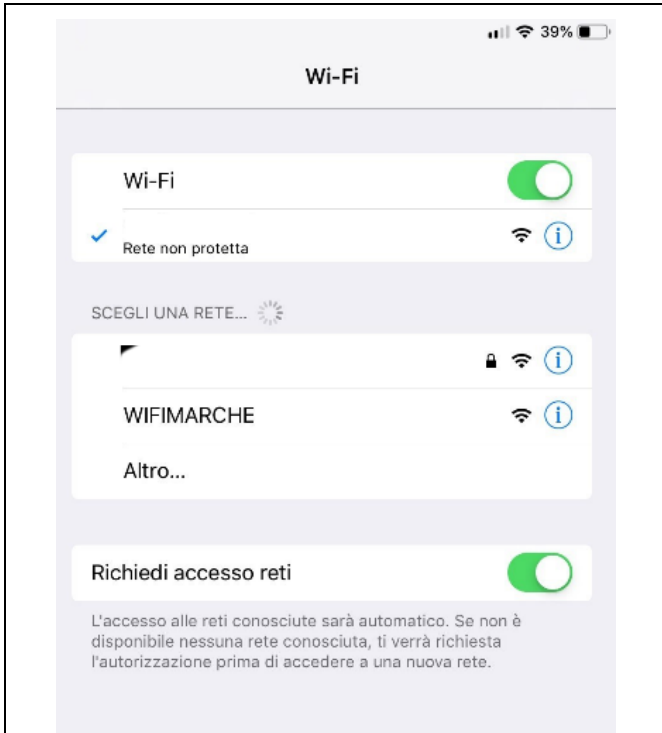 39%
Wi-Fi
Wi-Fi
Rete non protetta
SCEGLI UNA RETE...
WIFIMARCHE
Altro...
Richiedi accesso reti
L'accesso alle reti conosciute sarà automatico. Se non è
disponibile nessuna rete conosciuta, ti verrà richiesta
l'autorizzazione prima di accedere a una nuova rete.